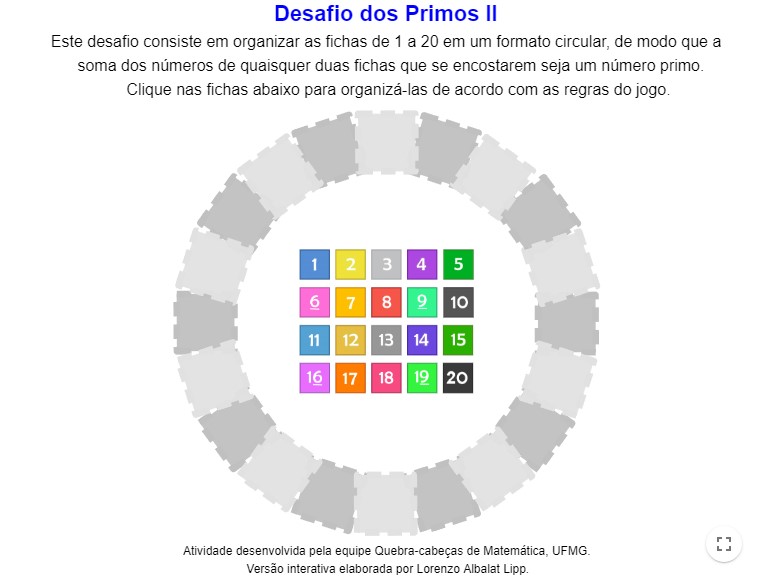 Desafio dos Primos II
Este desafio consiste em organizar as fichas de 1 a 20 em um formato circular, de modo que a
soma dos números de quaisquer duas fichas que se encostarem seja um número primo.
Clique nas fichas abaixo para organizá-las de acordo com as regras do jogo.
1 2 3 4 5
6 7 8 9 10
11 12 13 14 15
16 17 18 19 20
Atividade desenvolvida pela equipe Quebra-cabeças de Matemática, UFMG.
Versão interativa elaborada por Lorenzo Albalat Lipp.